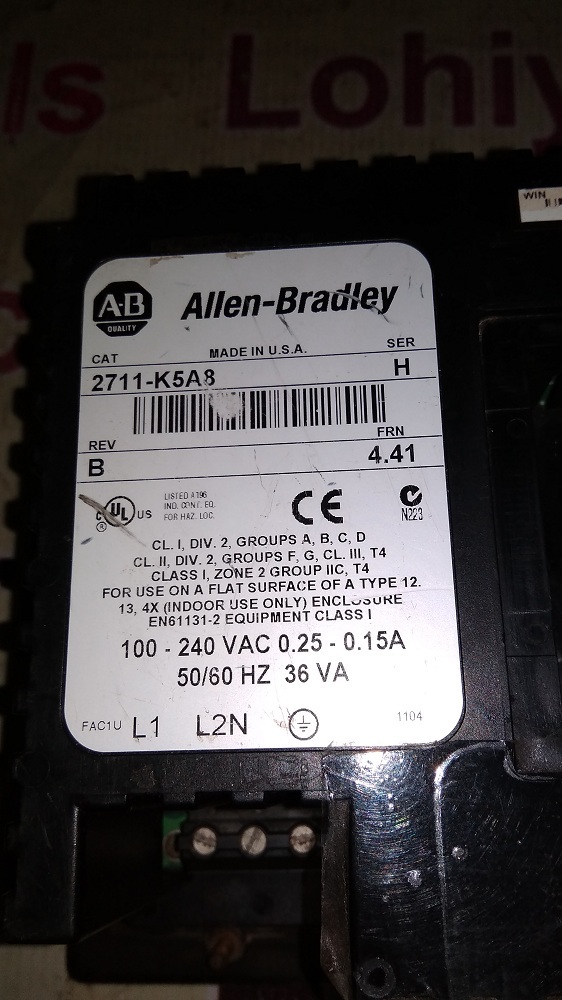 ls Lohiy
WIN
A·B
QUALITY
Allen-Bradley
MADE IN U.S.A.
CAT
SER
2711-K5A8
H
REV
FRN
B
4.41
C UL US
®
LISTED A196
IND. CONT. EQ.
FOR HAZ. LOC.
CE
C
N223
CL. I, DIV. 2, GROUPS A, B, C, D
CL. II, DIV. 2, GROUPS F, G, CL. III, T4
CLASS I, ZONE 2 GROUP IIC, T4
FOR USE ON A FLAT SURFACE OF A TYPE 12.
13, 4X (INDOOR USE ONLY) ENCLOSURE
EN61131-2 EQUIPMENT CLASS I
100 - 240 VAC 0.25 - 0.15A
50/60 HZ 36 VA
FAC1U L1 L2N 1104